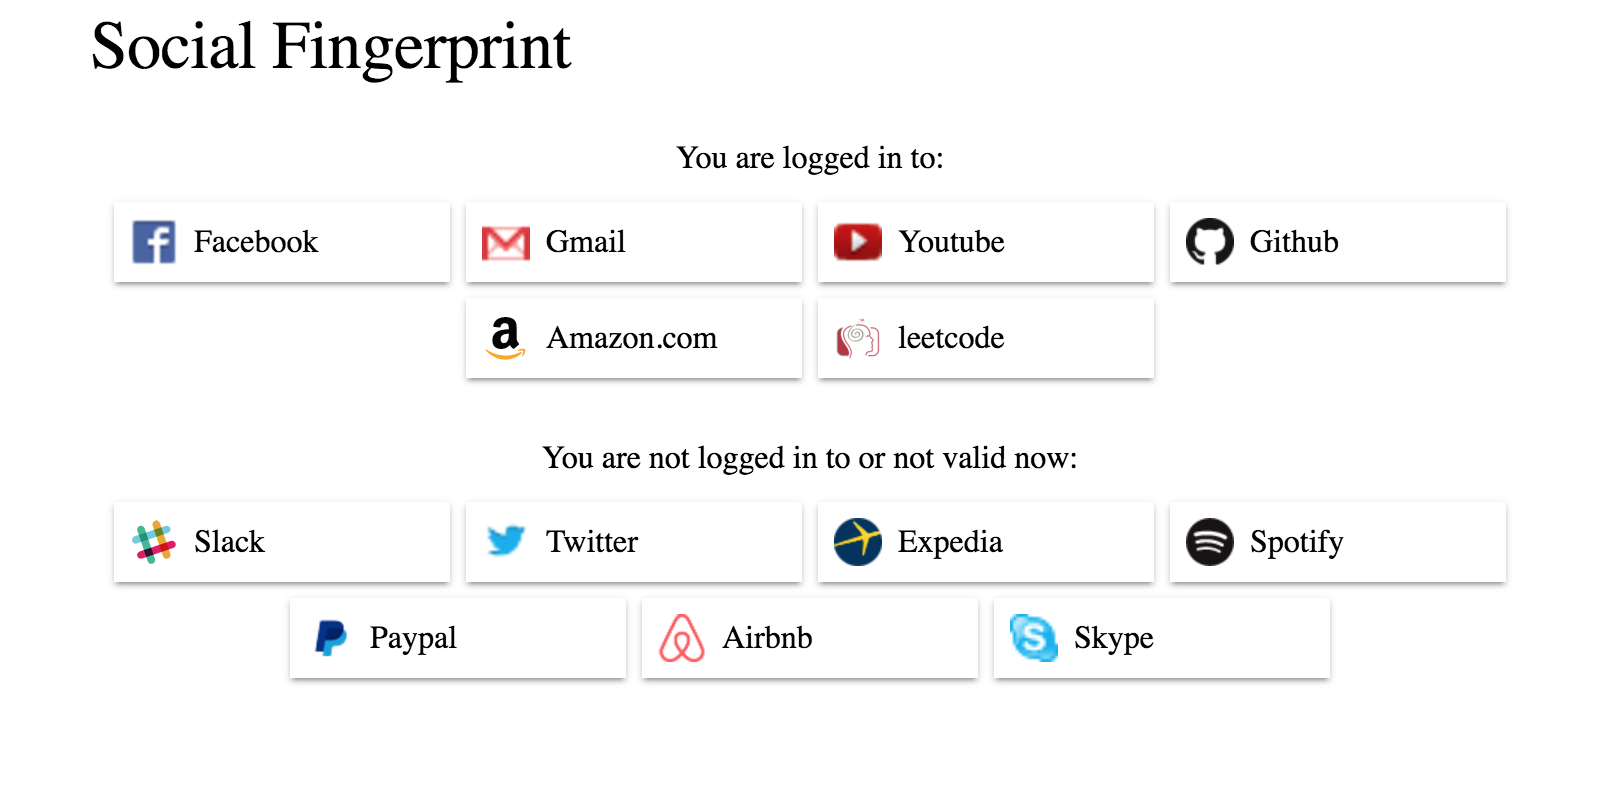 Social Fingerprint
You are logged in to:
Facebook Gmail Youtube Github
Amazon.com leetcode
You are not logged in to or not valid now:
Slack Twitter Expedia Spotify
Paypal Airbnb Skype